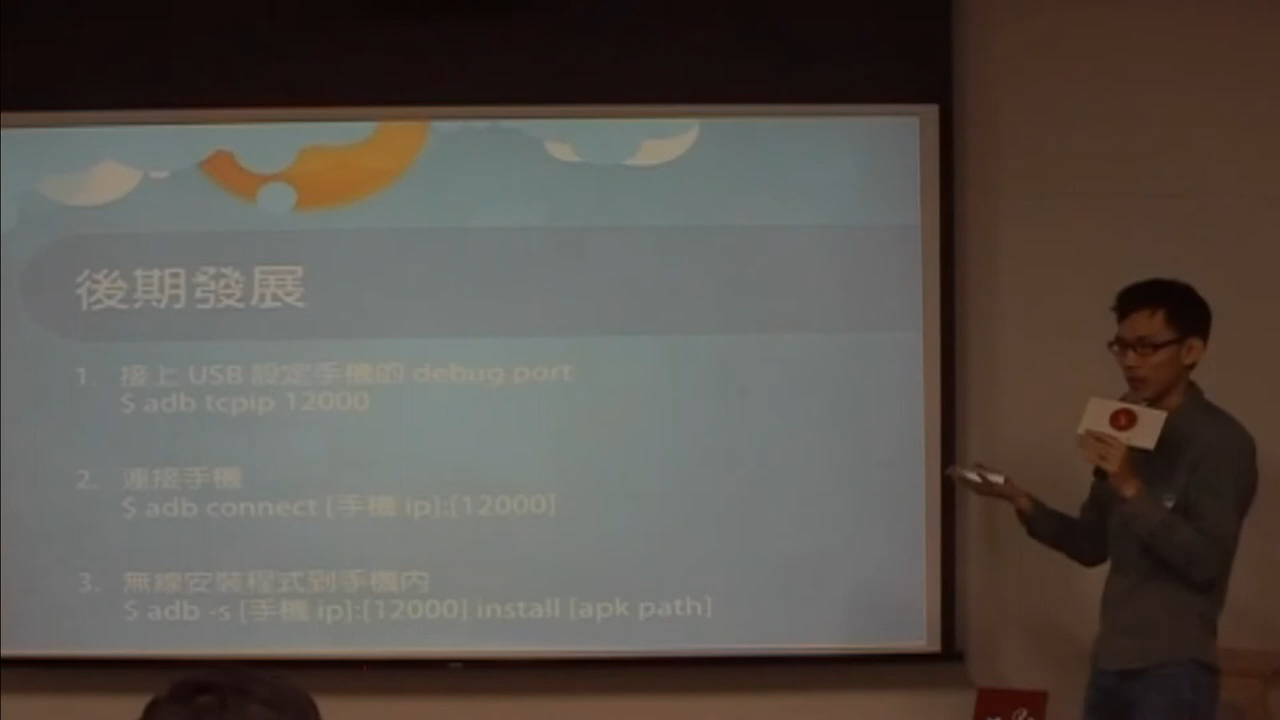 後期發展
1. 接上 USB 設定手機的 debug port
$ adb tcpip 12000
2. 連接手機
$ adb connect [手機 ip]:[12000]
3. 無線安裝程式到手機內
$ adb -s [手機 ip]:[12000] install [apk path]